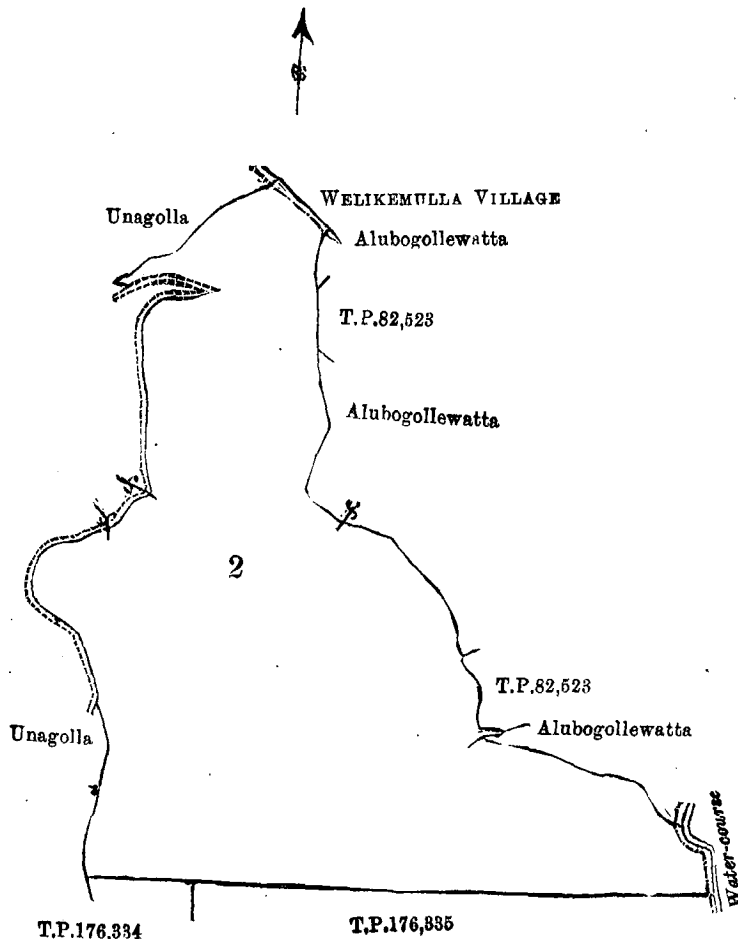 WELIKEMULLA VILLAGE
Unagolla
Alubogollewatta
T.P.82,523
Alubogollewatta
2
T.P.82,523
Unagolla
Alubogollewatta
Water-course
T.P.176,334
T.P.176,335